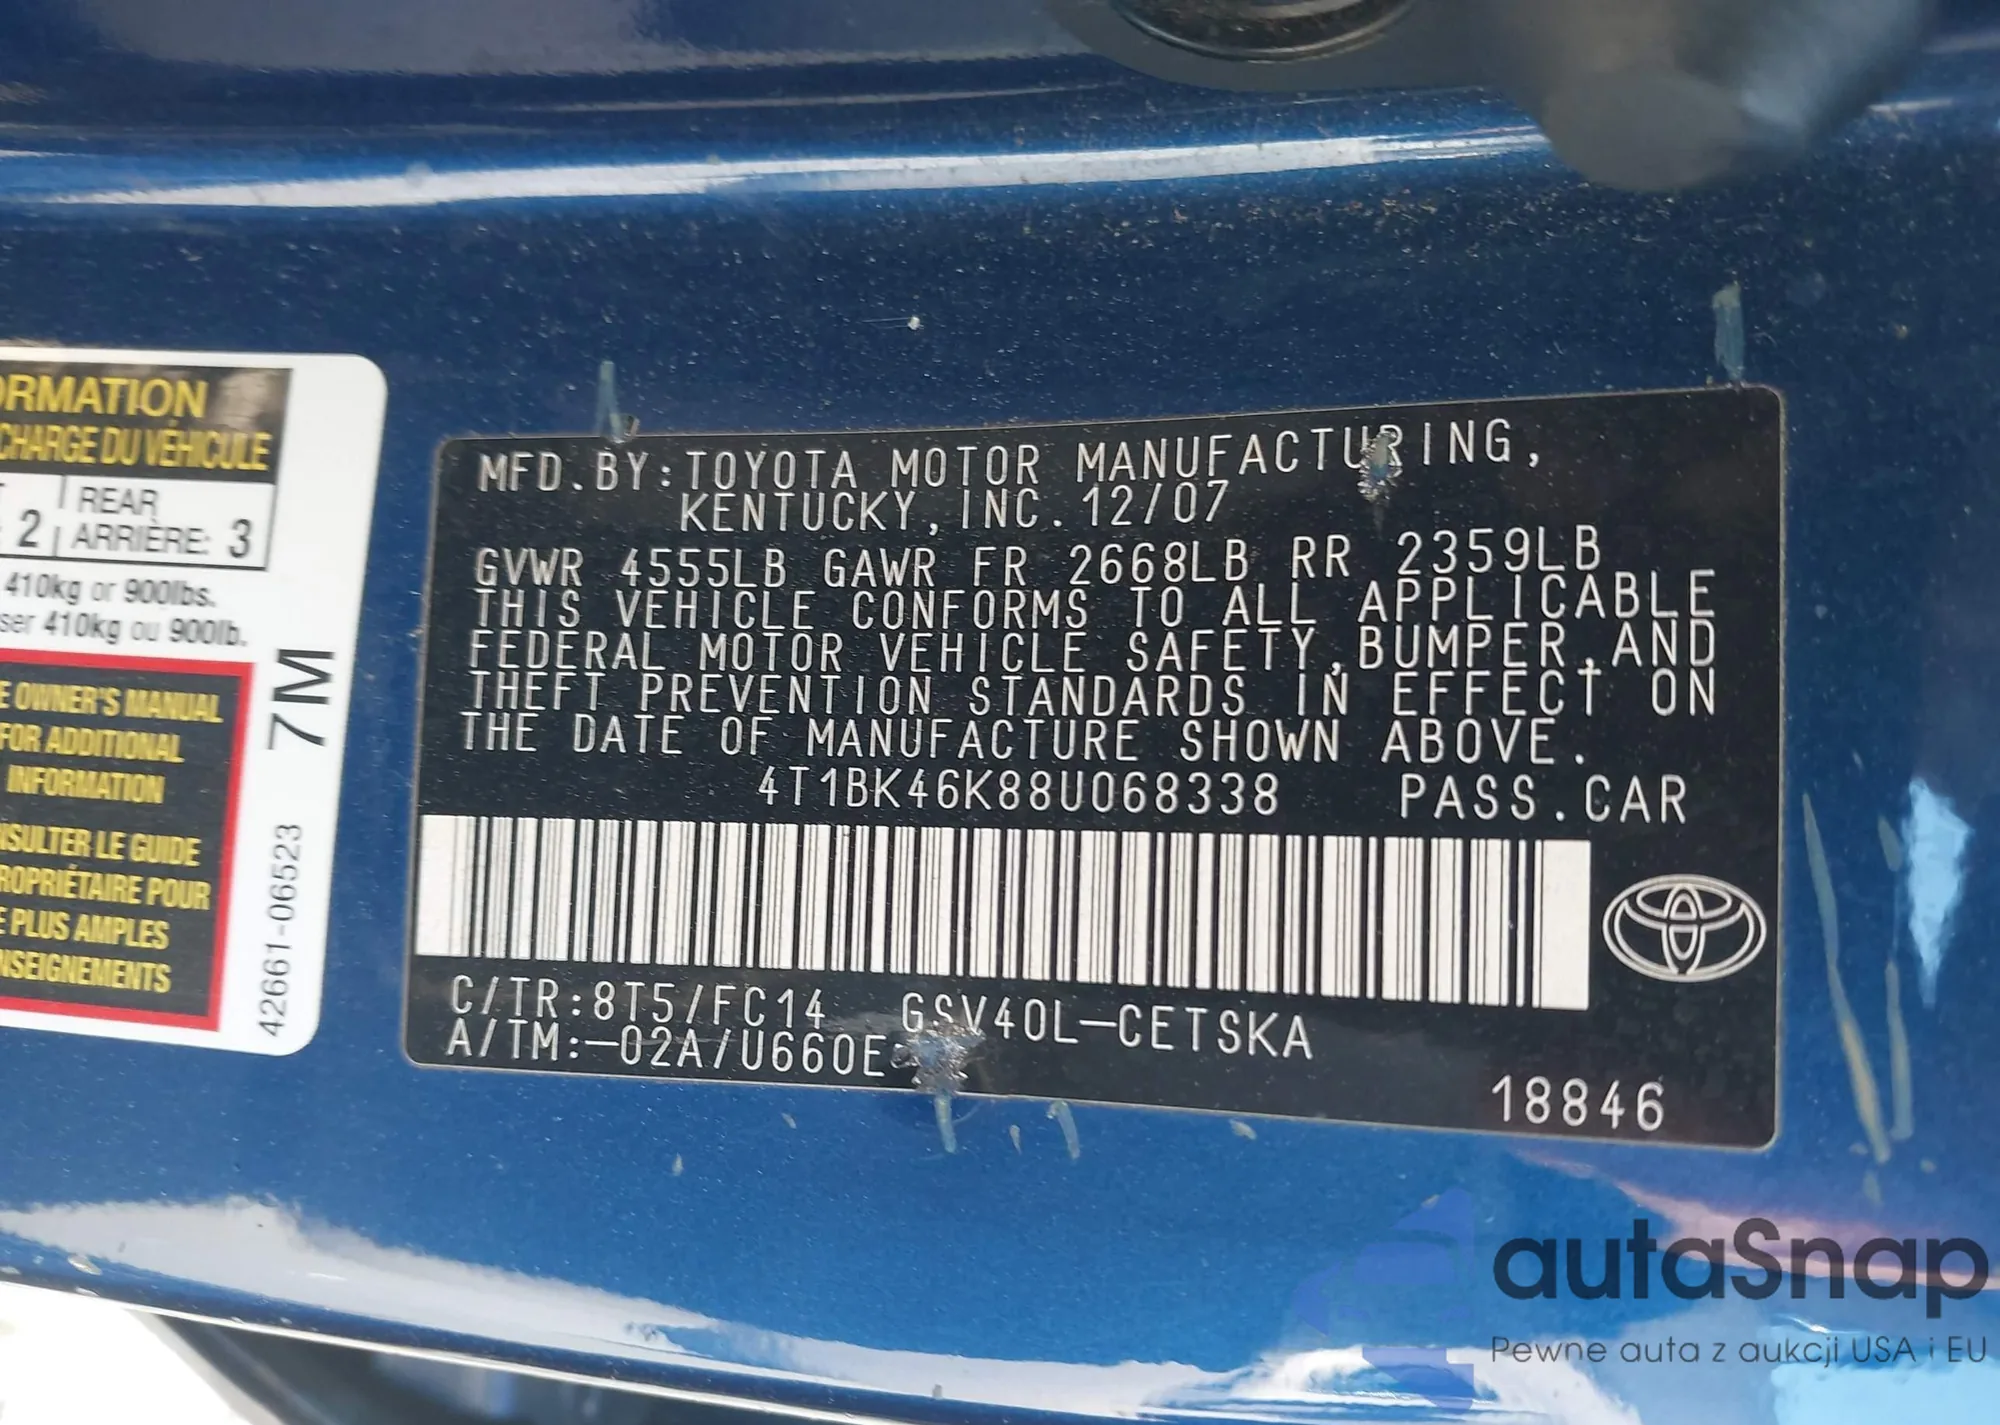 ORMATION
CHARGE DU VÉHICULE
REAR
2 ARRIÈRE: 3
410kg or 900lbs.
ser 410kg ou 900lb.
E OWNER'S MANUAL
FOR ADDITIONAL
INFORMATION
NSULTER LE GUIDE
ROPRIÉTAIRE POUR
E PLUS AMPLES
NSEIGNEMENTS
7M
42661-06523
MFD.BY:TOYOTA MOTOR MANUFACTURING,
KENTUCKY,INC.12/07
GVWR 4555LB GAWR FR 2668LB RR 2359LB
THIS VEHICLE CONFORMS TO ALL APPLICABLE
FEDERAL MOTOR VEHICLE SAFETY,BUMPER,AND
THEFT PREVENTION STANDARDS IN EFFECT ON
THE DATE OF MANUFACTURE SHOWN ABOVE.
4T1BK46K88U068338 PASS.CAR
C/TR:8T5/FC14 GSV40L-CETSKA
A/TM:-02A/U660E
18846
autaSnap
Pewne auta z aukcji USA i EU